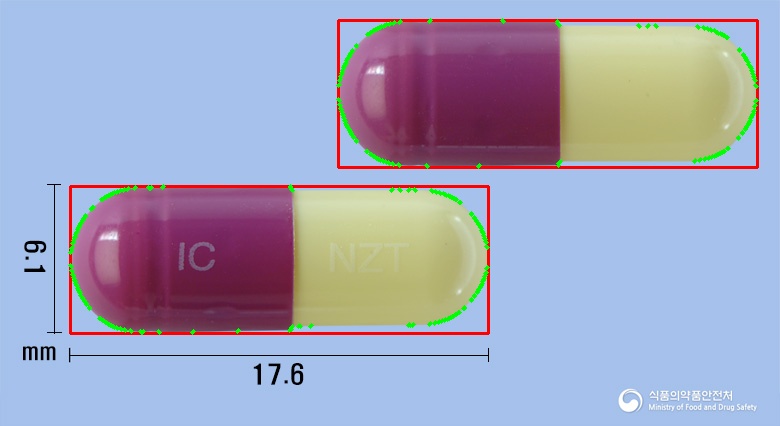 IC NZT
6.1
mm
17.6
식품의약품안전처
Ministry of Food and Drug Safety